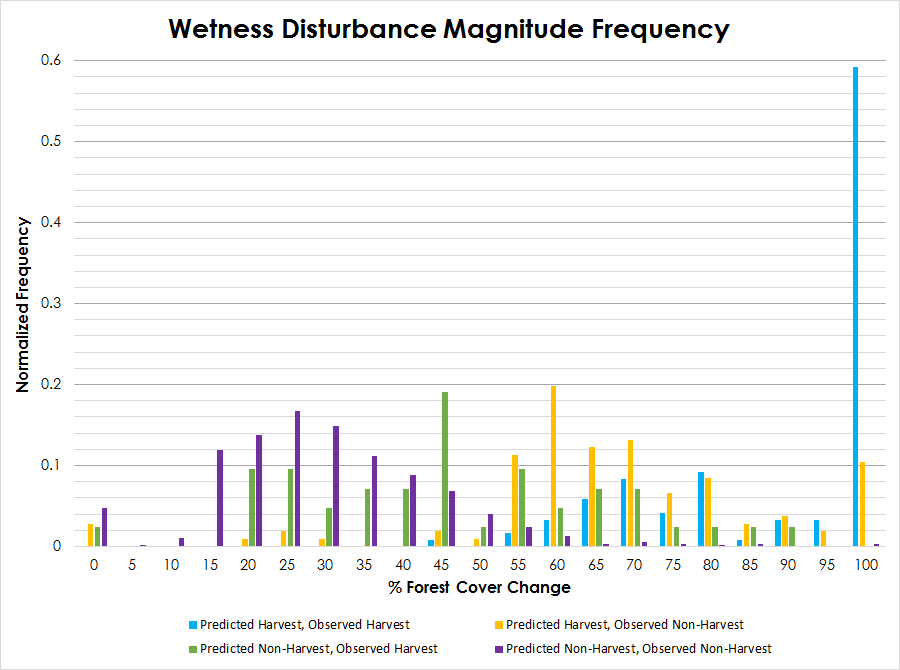 Wetness Disturbance Magnitude Frequency
0.6
0.5
0.4
0.3
0.2
0.1
0
Normalized Frequency
0 5 10 15 20 25 30 35 40 45 50 55 60 65 70 75 80 85 90 95 100
% Forest Cover Change
Predicted Harvest, Observed Harvest Predicted Harvest, Observed Non-Harvest
Predicted Non-Harvest, Observed Harvest Predicted Non-Harvest, Observed Non-Harvest